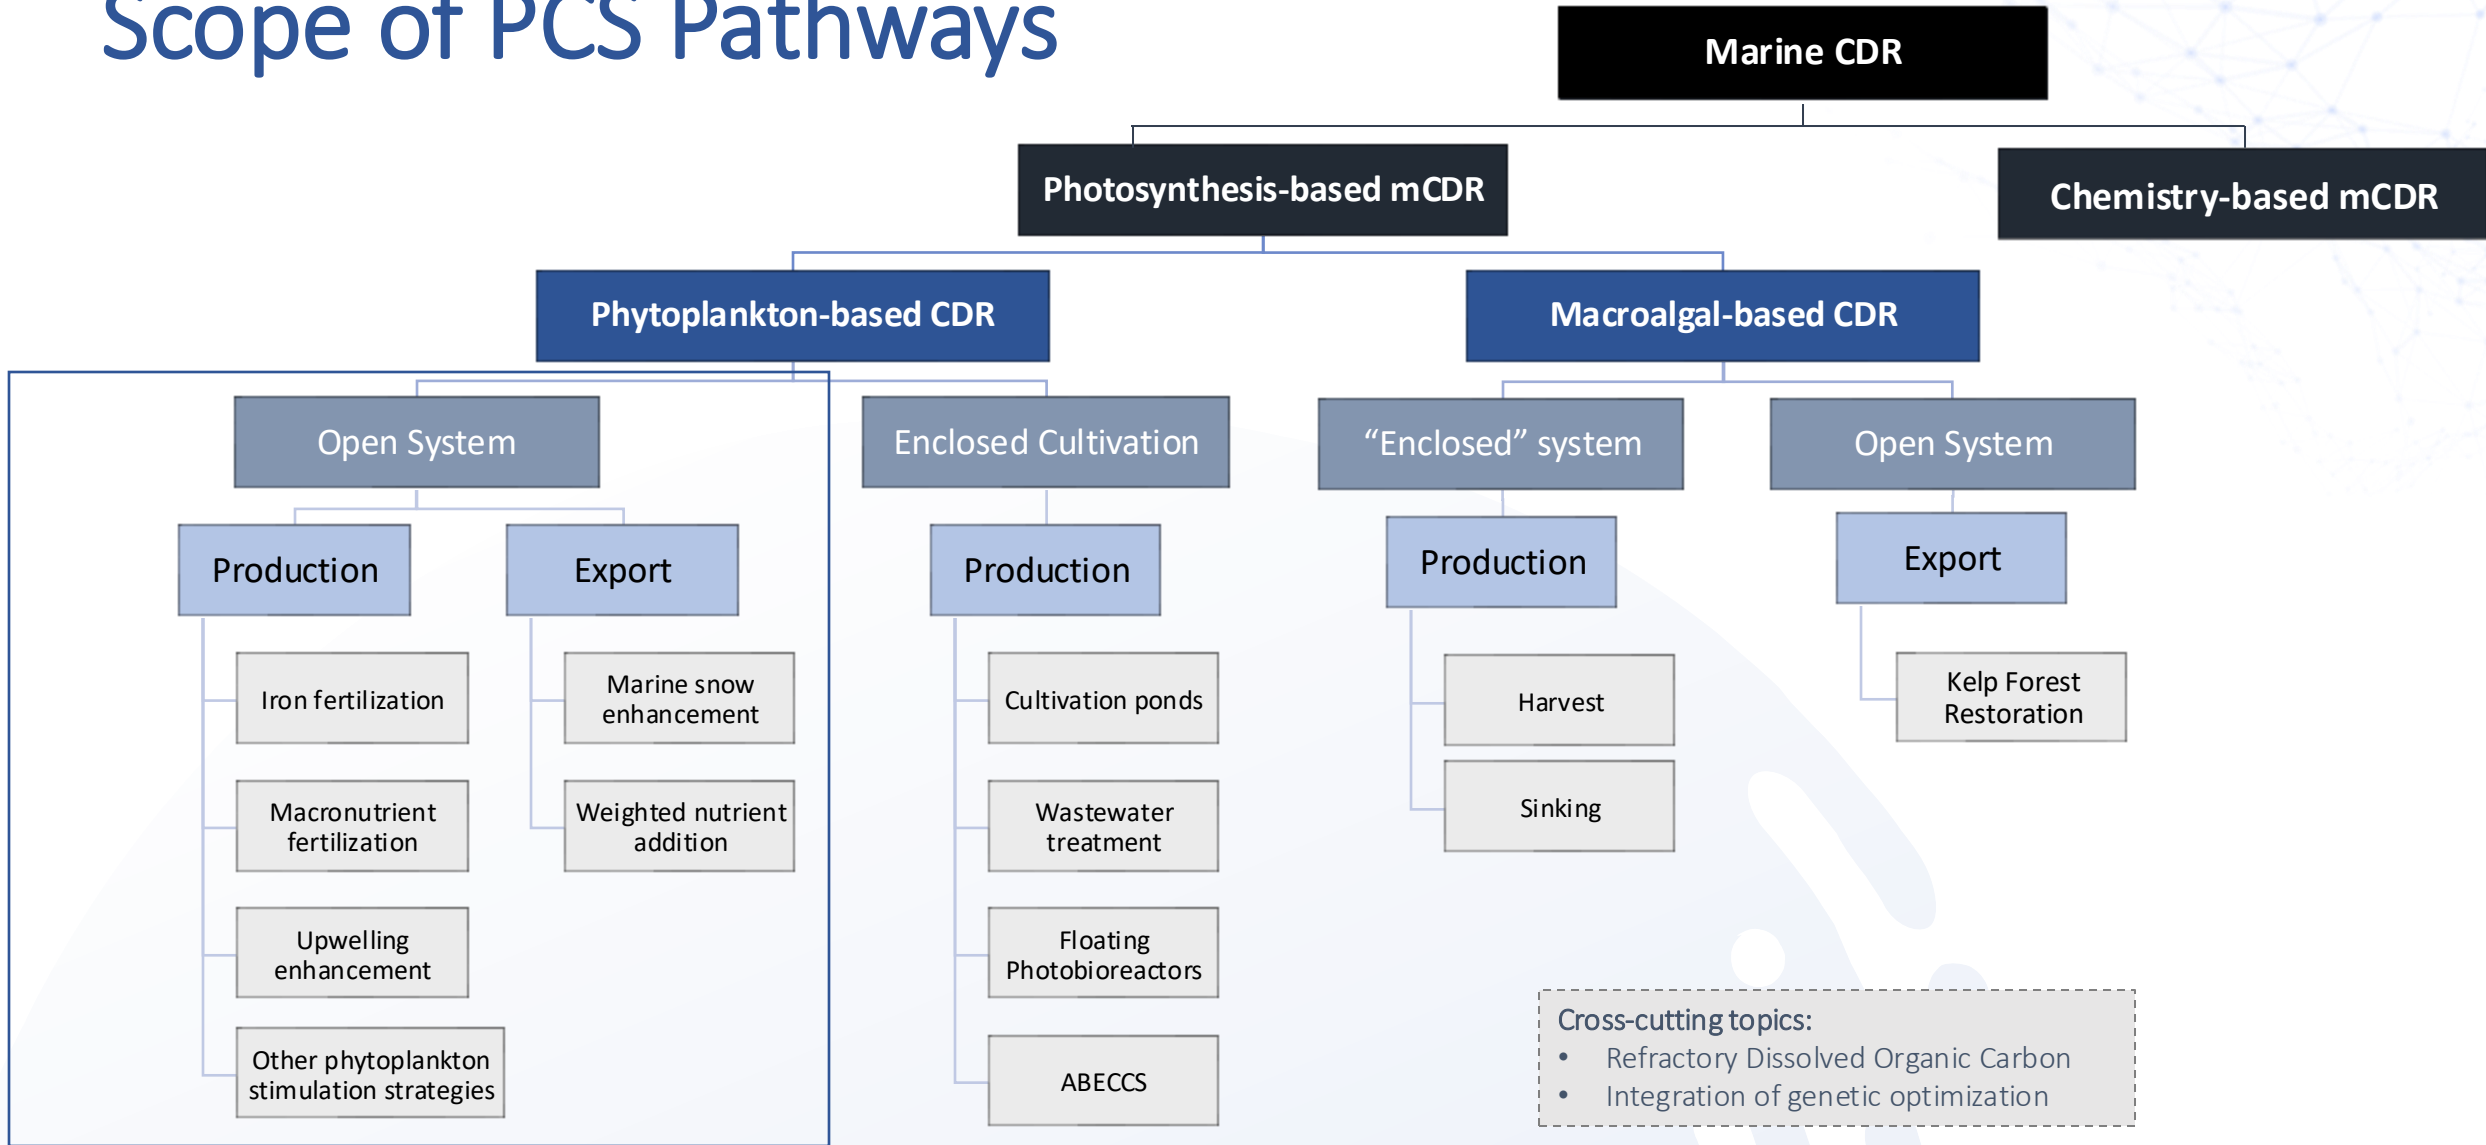 Scope of PCS Pathways
Marine CDR
Photosynthesis-based mCDR
Chemistry-based mCDR
Phytoplankton-based CDR
Macroalgal-based CDR
Open System
Enclosed Cultivation
“Enclosed” system
Open System
Production
Export
Production
Production
Export
Iron fertilization
Macronutrient
fertilization
Upwelling
enhancement
Other phytoplankton
stimulation strategies
Marine snow
enhancement
Weighted nutrient
addition
Cultivation ponds
Wastewater
treatment
Floating
Photobioreactors
ABECCS
Harvest
Sinking
Kelp Forest
Restoration
Cross-cutting topics:
• Refractory Dissolved Organic Carbon
• Integration of genetic optimization